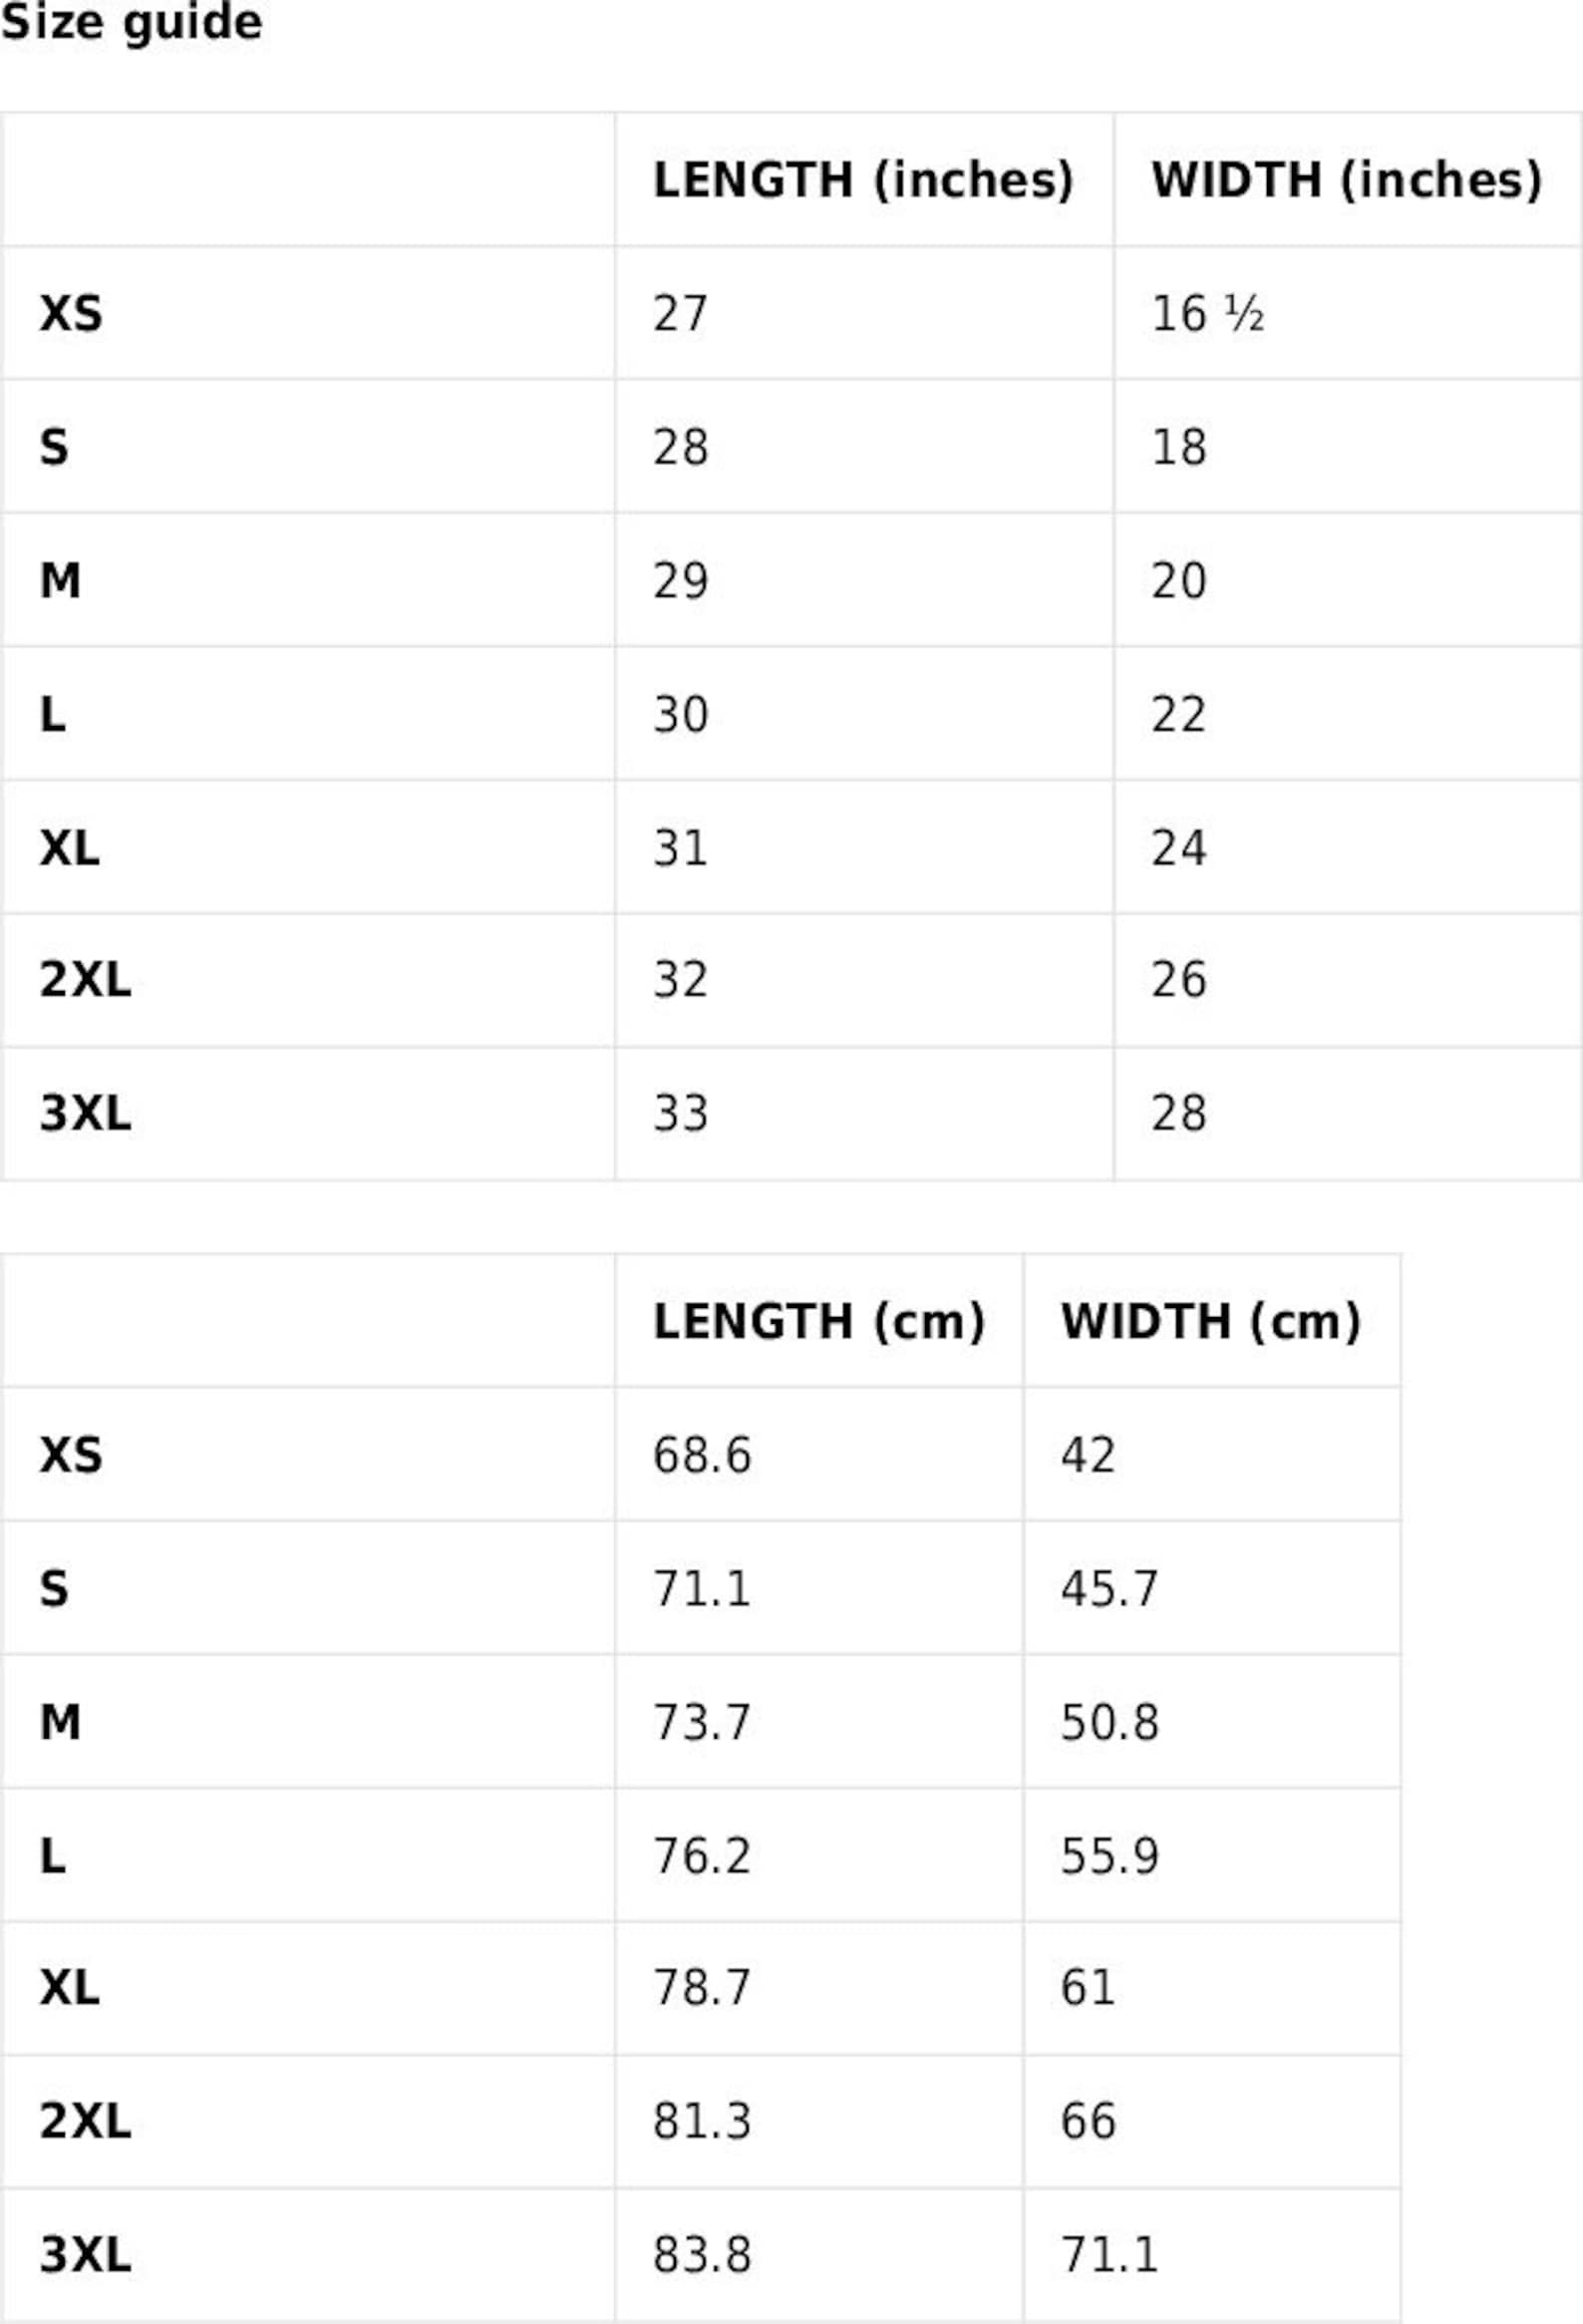 Size guide
LENGTH (inches) WIDTH (inches)
XS 27 16 ½
S 28 18
M 29 20
L 30 22
XL 31 24
2XL 32 26
3XL 33 28
LENGTH (cm) WIDTH (cm)
XS 68.6 42
S 71.1 45.7
M 73.7 50.8
L 76.2 55.9
XL 78.7 61
2XL 81.3 66
3XL 83.8 71.1